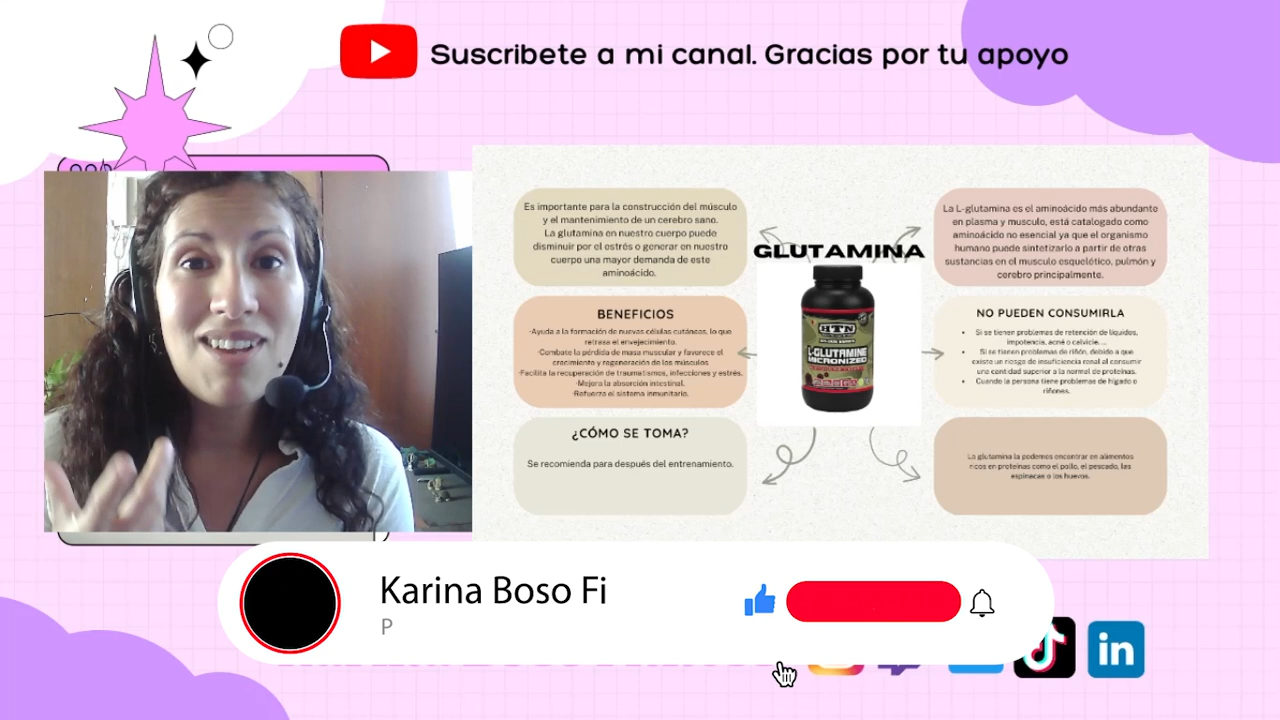 Suscribete a mi canal. Gracias por tu apoyo
Es importante para la construcción del músculo
y el mantenimiento de un cerebro sano.
La glutamina en nuestro cuerpo puede
disminuir por el estrés o generar en nuestro
cuerpo una mayor demanda de este
aminoácido.
BENEFICIOS
·Ayuda a la formación de nuevas células cutáneas, lo que
retrasa el envejecimiento.
·Combate la pérdida de masa muscular y favorece el
crecimiento y regeneración de los músculos
·Facilita la recuperación de traumatismos, infecciones y estrés.
·Mejora la absorción intestinal.
·Refuerza el sistema inmunitario.
¿CÓMO SE TOMA?
Se recomienda para después del entrenamiento.
GLUTAMINA
HTN
L-GLUTAMINE
MICRONIZED
La L-glutamina es el aminoácido más abundante
en plasma y musculo, está catalogado como
aminoácido no esencial ya que el organismo
humano puede sintetizarlo a partir de otras
sustancias en el musculo esquelético, pulmón y
cerebro principalmente.
NO PUEDEN CONSUMIRLA
• Si se tienen problemas de retención de líquidos,
impotencia, acné o calvicie, ...
• Si se tienen problemas de riñón, debido a que
existe un riesgo de insuficiencia renal al consumir
una cantidad superior a la normal de proteínas.
• Cuando la persona tiene problemas de hígado o
riñones.
La glutamina la podemos encontrar en alimentos
ricos en proteínas como el pollo, el pescado, las
espinacas o los huevos.
Karina Boso Fi
P
in